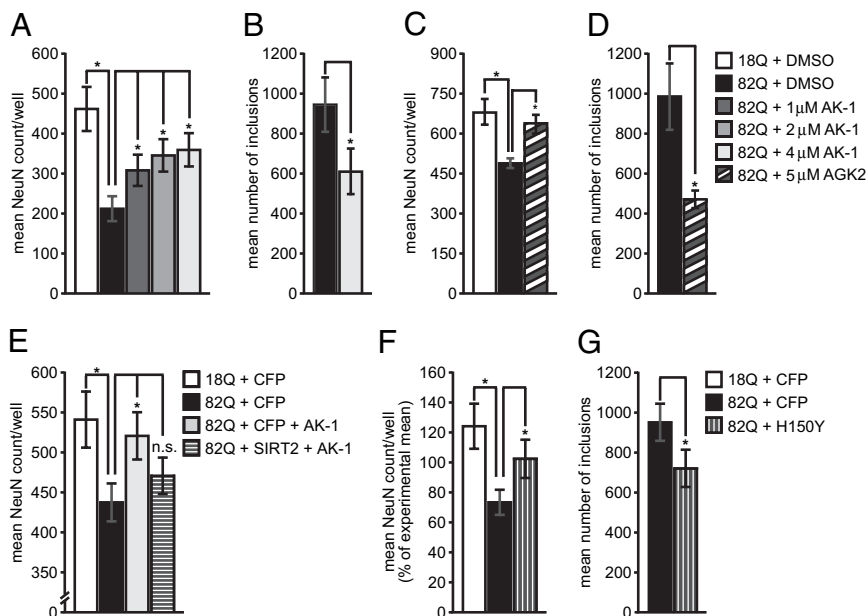 A
mean NeuN count/well
600
500
400
300
200
100
0
*
*
*
*
B
mean number of inclusions
1200
1000
800
600
400
200
0
*
C
mean NeuN count/well
900
750
600
450
300
150
0
*
*
D
mean number of inclusions
1200
1000
800
600
400
200
0
*
18Q + DMSO
82Q + DMSO
82Q + 1μM AK-1
82Q + 2 μM AK-1
82Q + 4 μM AK-1
82Q + 5 μM AGK2
E
mean NeuN count/well
600
550
500
450
400
350
0
*
*
n.s.
18Q + CFP
82Q + CFP
82Q + CFP + AK-1
82Q + SIRT2 + AK-1
F
mean NeuN count/well
(% of experimental mean)
160
140
120
100
80
60
40
20
0
*
*
G
mean number of inclusions
1200
1000
800
600
400
200
0
*
18Q + CFP
82Q + CFP
82Q + H150Y